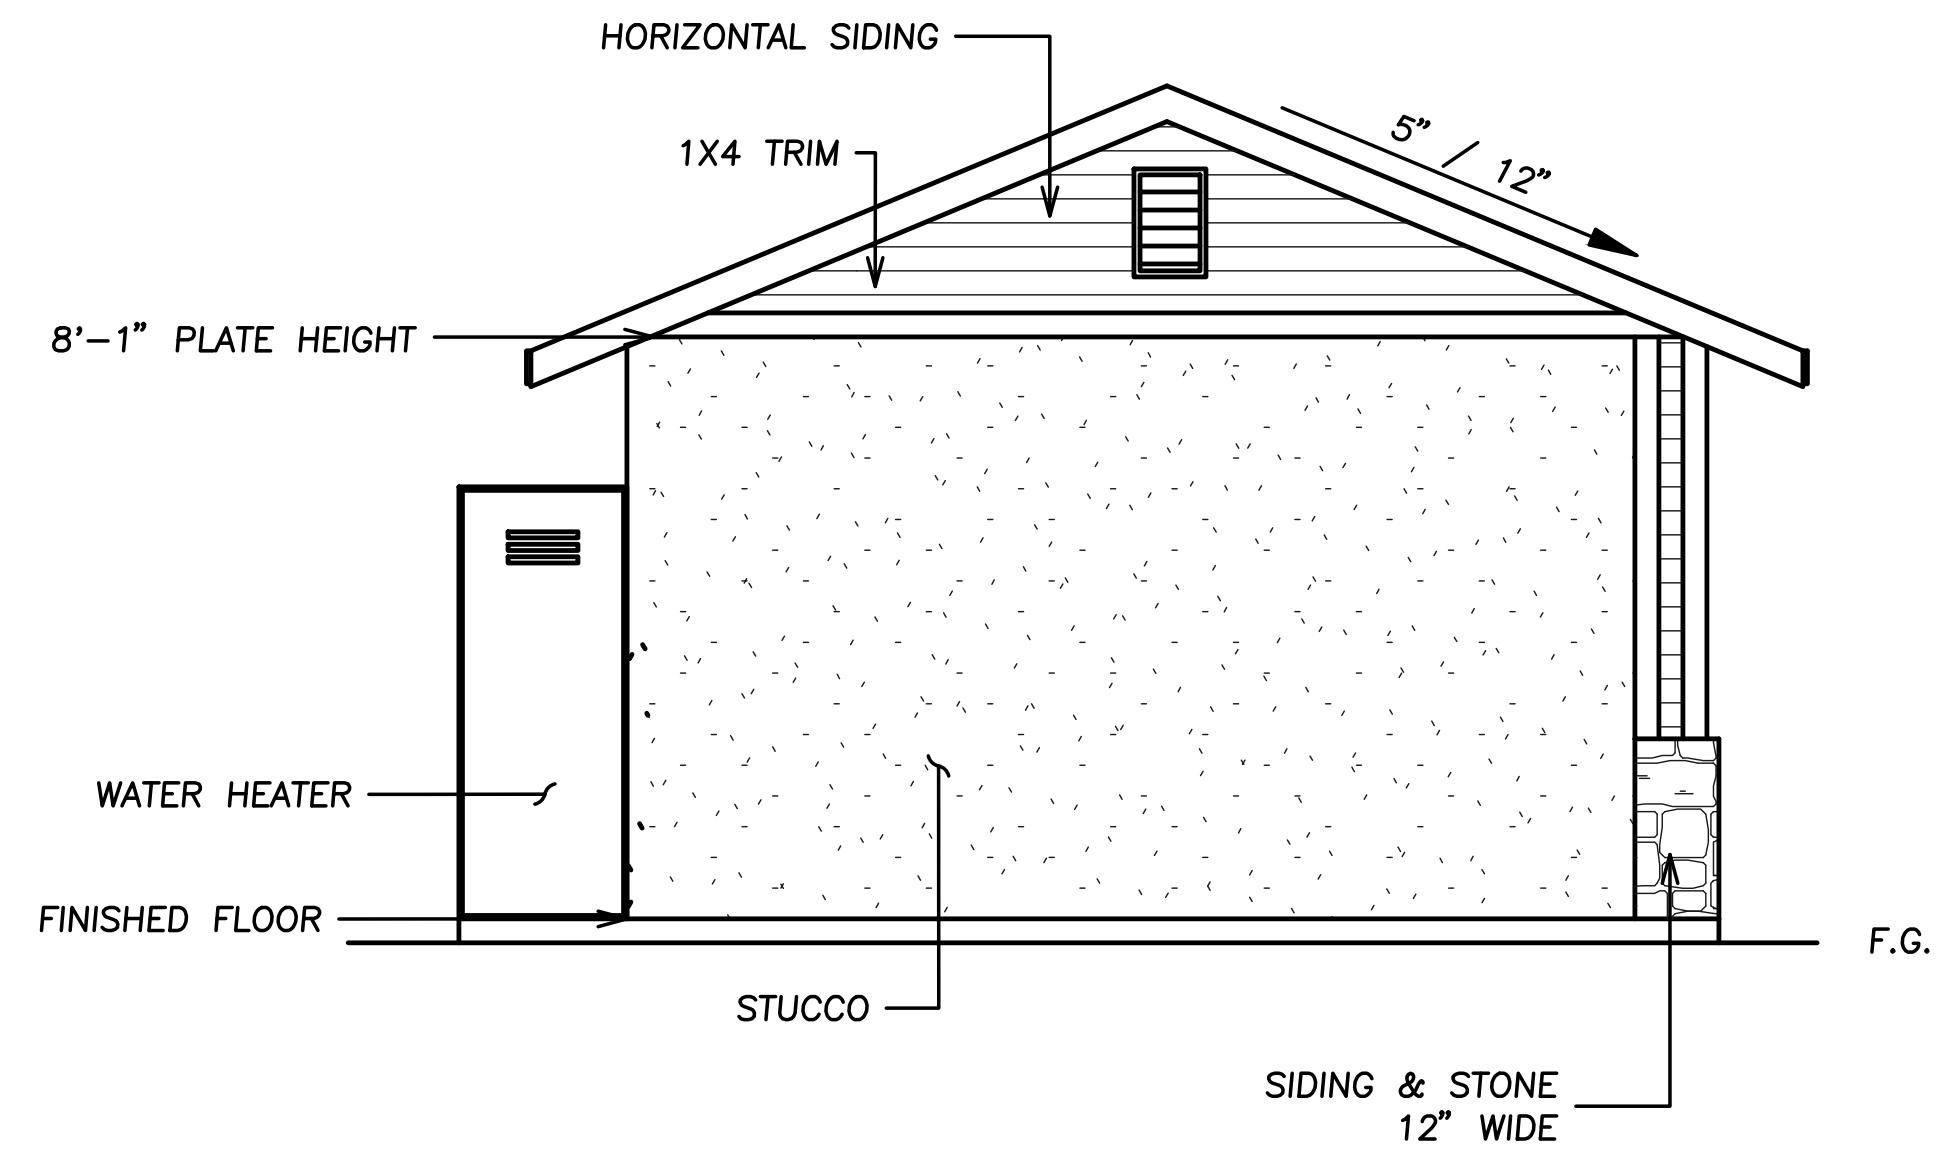 HORIZONTAL SIDING
1X4 TRIM
5" / 12"
8'-1" PLATE HEIGHT
WATER HEATER
FINISHED FLOOR
F.G.
STUCCO
SIDING & STONE
12" WIDE